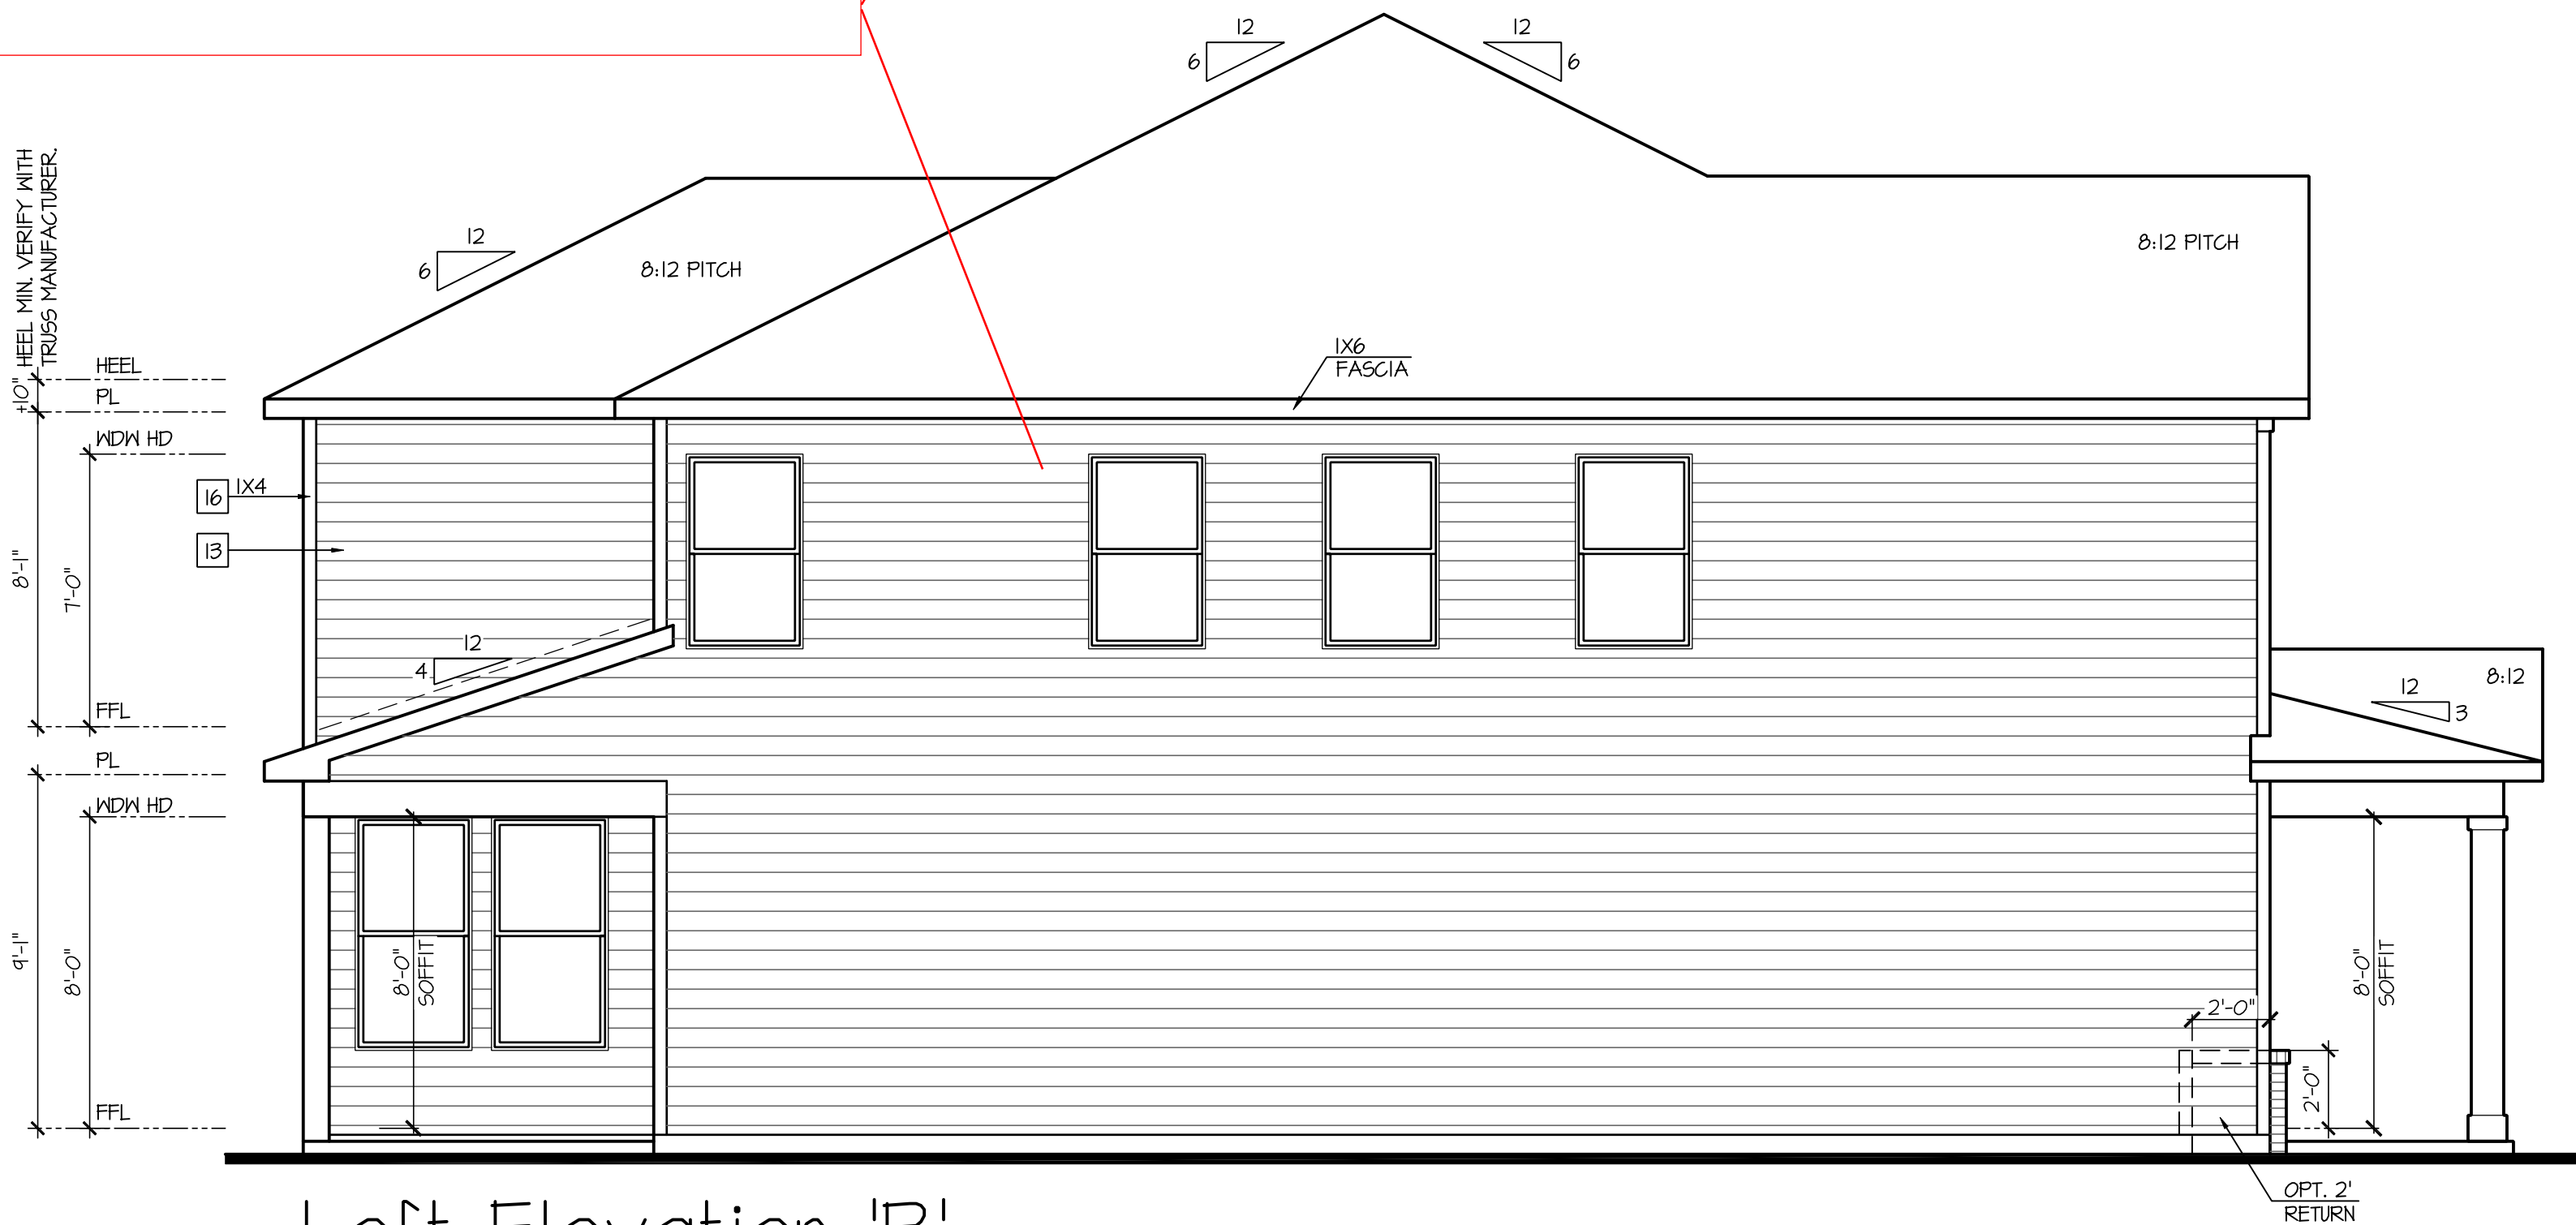 12
6
12
6
HEEL MIN. VERIFY WITH
TRUSS MANUFACTURER.
12
6
8:12 PITCH
8:12 PITCH
1X6
FASCIA
+10"
HEEL
PL
WDW HD
16
1X4
13
8'-1"
7'-0"
12
4
FFL
PL
WDW HD
8:12
12
3
9'-1"
8'-0"
8'-0"
SOFFIT
8'-0"
SOFFIT
2'-0"
2'-0"
FFL
OPT. 2'
RETURN
Left Elevation 'B'